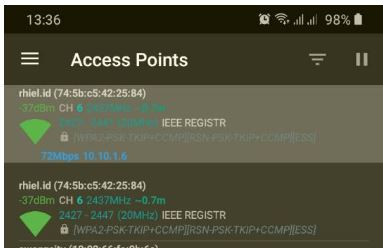 13:36 98%
Access Points
rhiel.id (74:5b:c5:42:25:84)
-37dBm CH 6 2437MHz ~0.7m
2427 - 2447 (20MHz) IEEE REGISTR
[WPA2-PSK-TKIP+CCMP][RSN-PSK-TKIP+CCMP][ESS]
72Mbps 10.10.1.6
rhiel.id (74:5b:c5:42:25:84)
-37dBm CH 6 2437MHz ~0.7m
2427 - 2447 (20MHz) IEEE REGISTR
[WPA2-PSK-TKIP+CCMP][RSN-PSK-TKIP+CCMP][ESS]